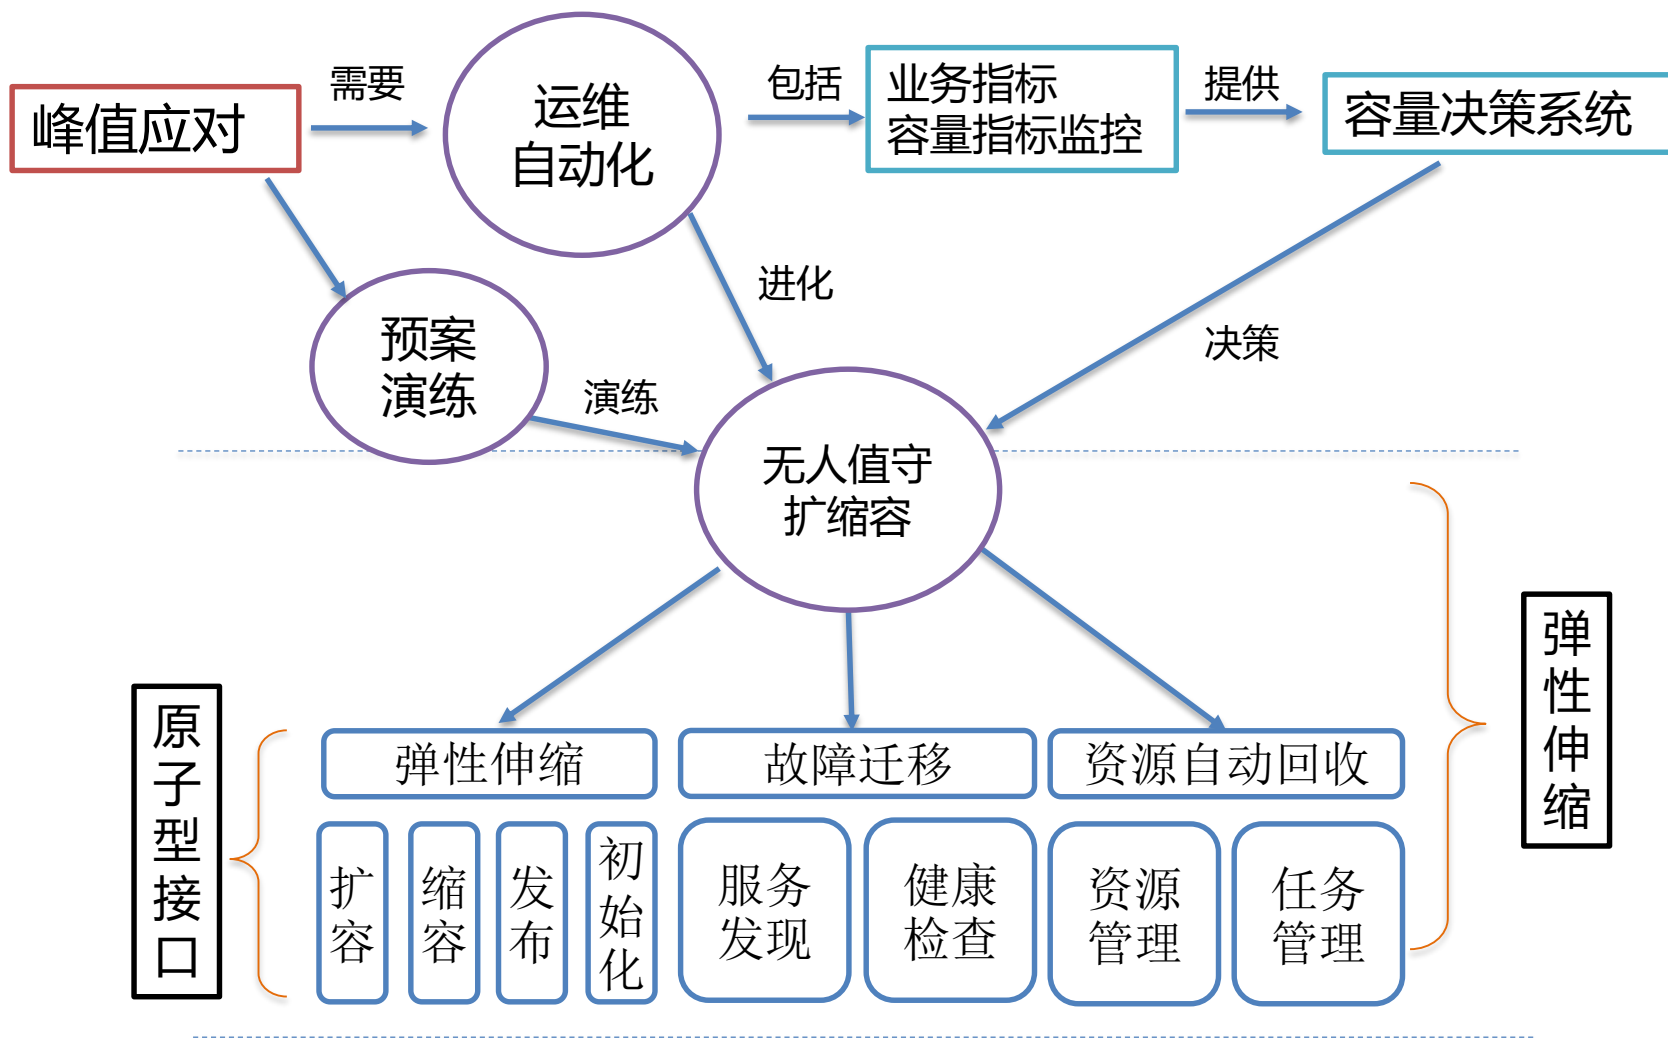 需要
包括
提供
峰值应对
运维
自动化
业务指标
容量指标监控
容量决策系统
进化
决策
预案
演练
演练
无人值守
扩缩容
弹性伸缩
原子型接口
弹性伸缩
故障迁移
资源自动回收
扩容
缩容
发布
初始化
服务
发现
健康
检查
资源
管理
任务
管理